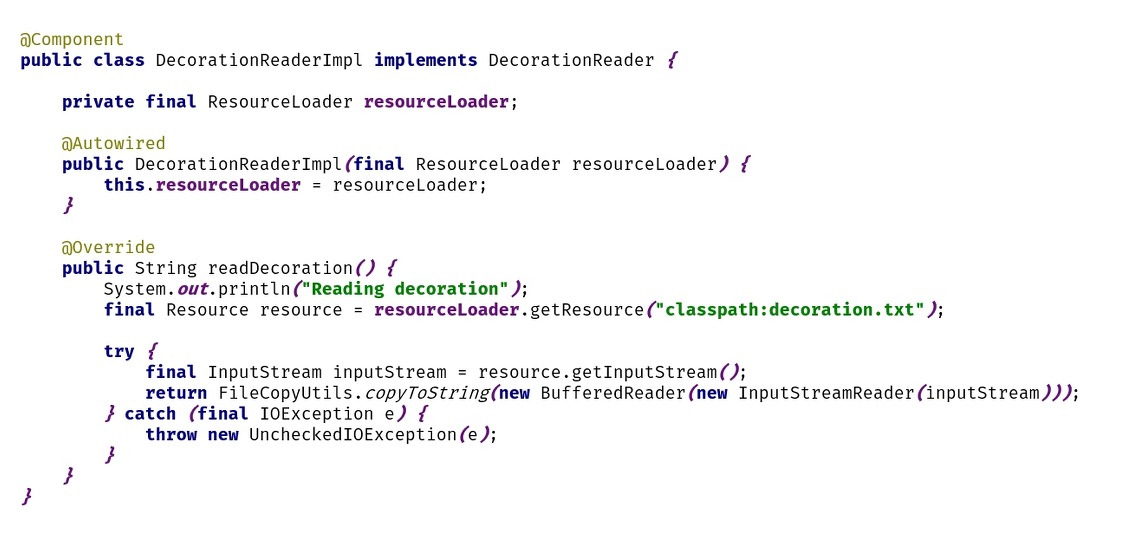 @Component
public class DecorationReaderImpl implements DecorationReader {
private final ResourceLoader resourceLoader;
@Autowired
public DecorationReaderImpl(final ResourceLoader resourceLoader) {
this.resourceLoader = resourceLoader;
}
@Override
public String readDecoration() {
System.out.println("Reading decoration");
final Resource resource = resourceLoader.getResource("classpath:decoration.txt");
try {
final InputStream inputStream = resource.getInputStream();
return FileCopyUtils.copyToString(new BufferedReader(new InputStreamReader(inputStream)));
} catch (final IOException e) {
throw new UncheckedIOException(e);
}
}
}